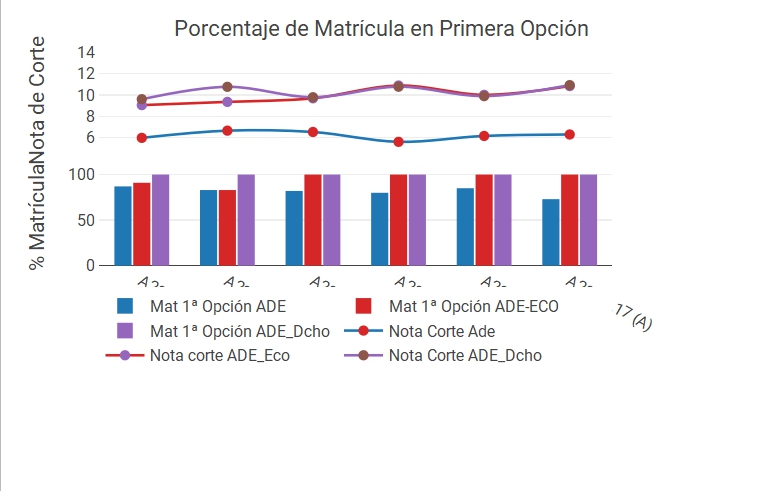 Porcentaje de Matrícula en Primera Opción
Nota de Corte
14
12
10
8
6
% Matrícula
100
50
0
17 (A)
Mat 1ª Opción ADE
Mat 1ª Opción ADE-ECO
Mat 1ª Opción ADE_Dcho
Nota Corte Ade
Nota corte ADE_Eco
Nota Corte ADE_Dcho